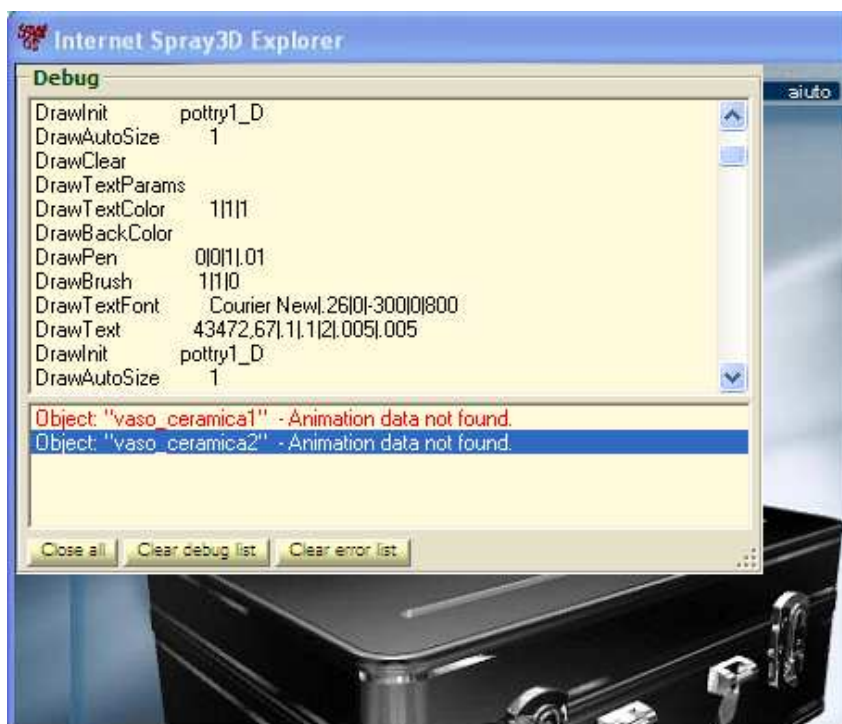 Internet Spray3D Explorer
aiuto
Debug
DrawInit pottry1_D
DrawAutoSize 1
DrawClear
DrawTextParams
DrawTextColor 1|1|1
DrawBackColor
DrawPen 0|0|1|.01
DrawBrush 1|1|0
DrawTextFont Courier New|.26|0|-300|0|800
DrawText 43472,67|.1|.1|2|.005|.005
DrawInit pottry1_D
DrawAutoSize 1
Object: "vaso_ceramica1" - Animation data not found.
Object: "vaso_ceramica2" - Animation data not found.
Close all Clear debug list Clear error list